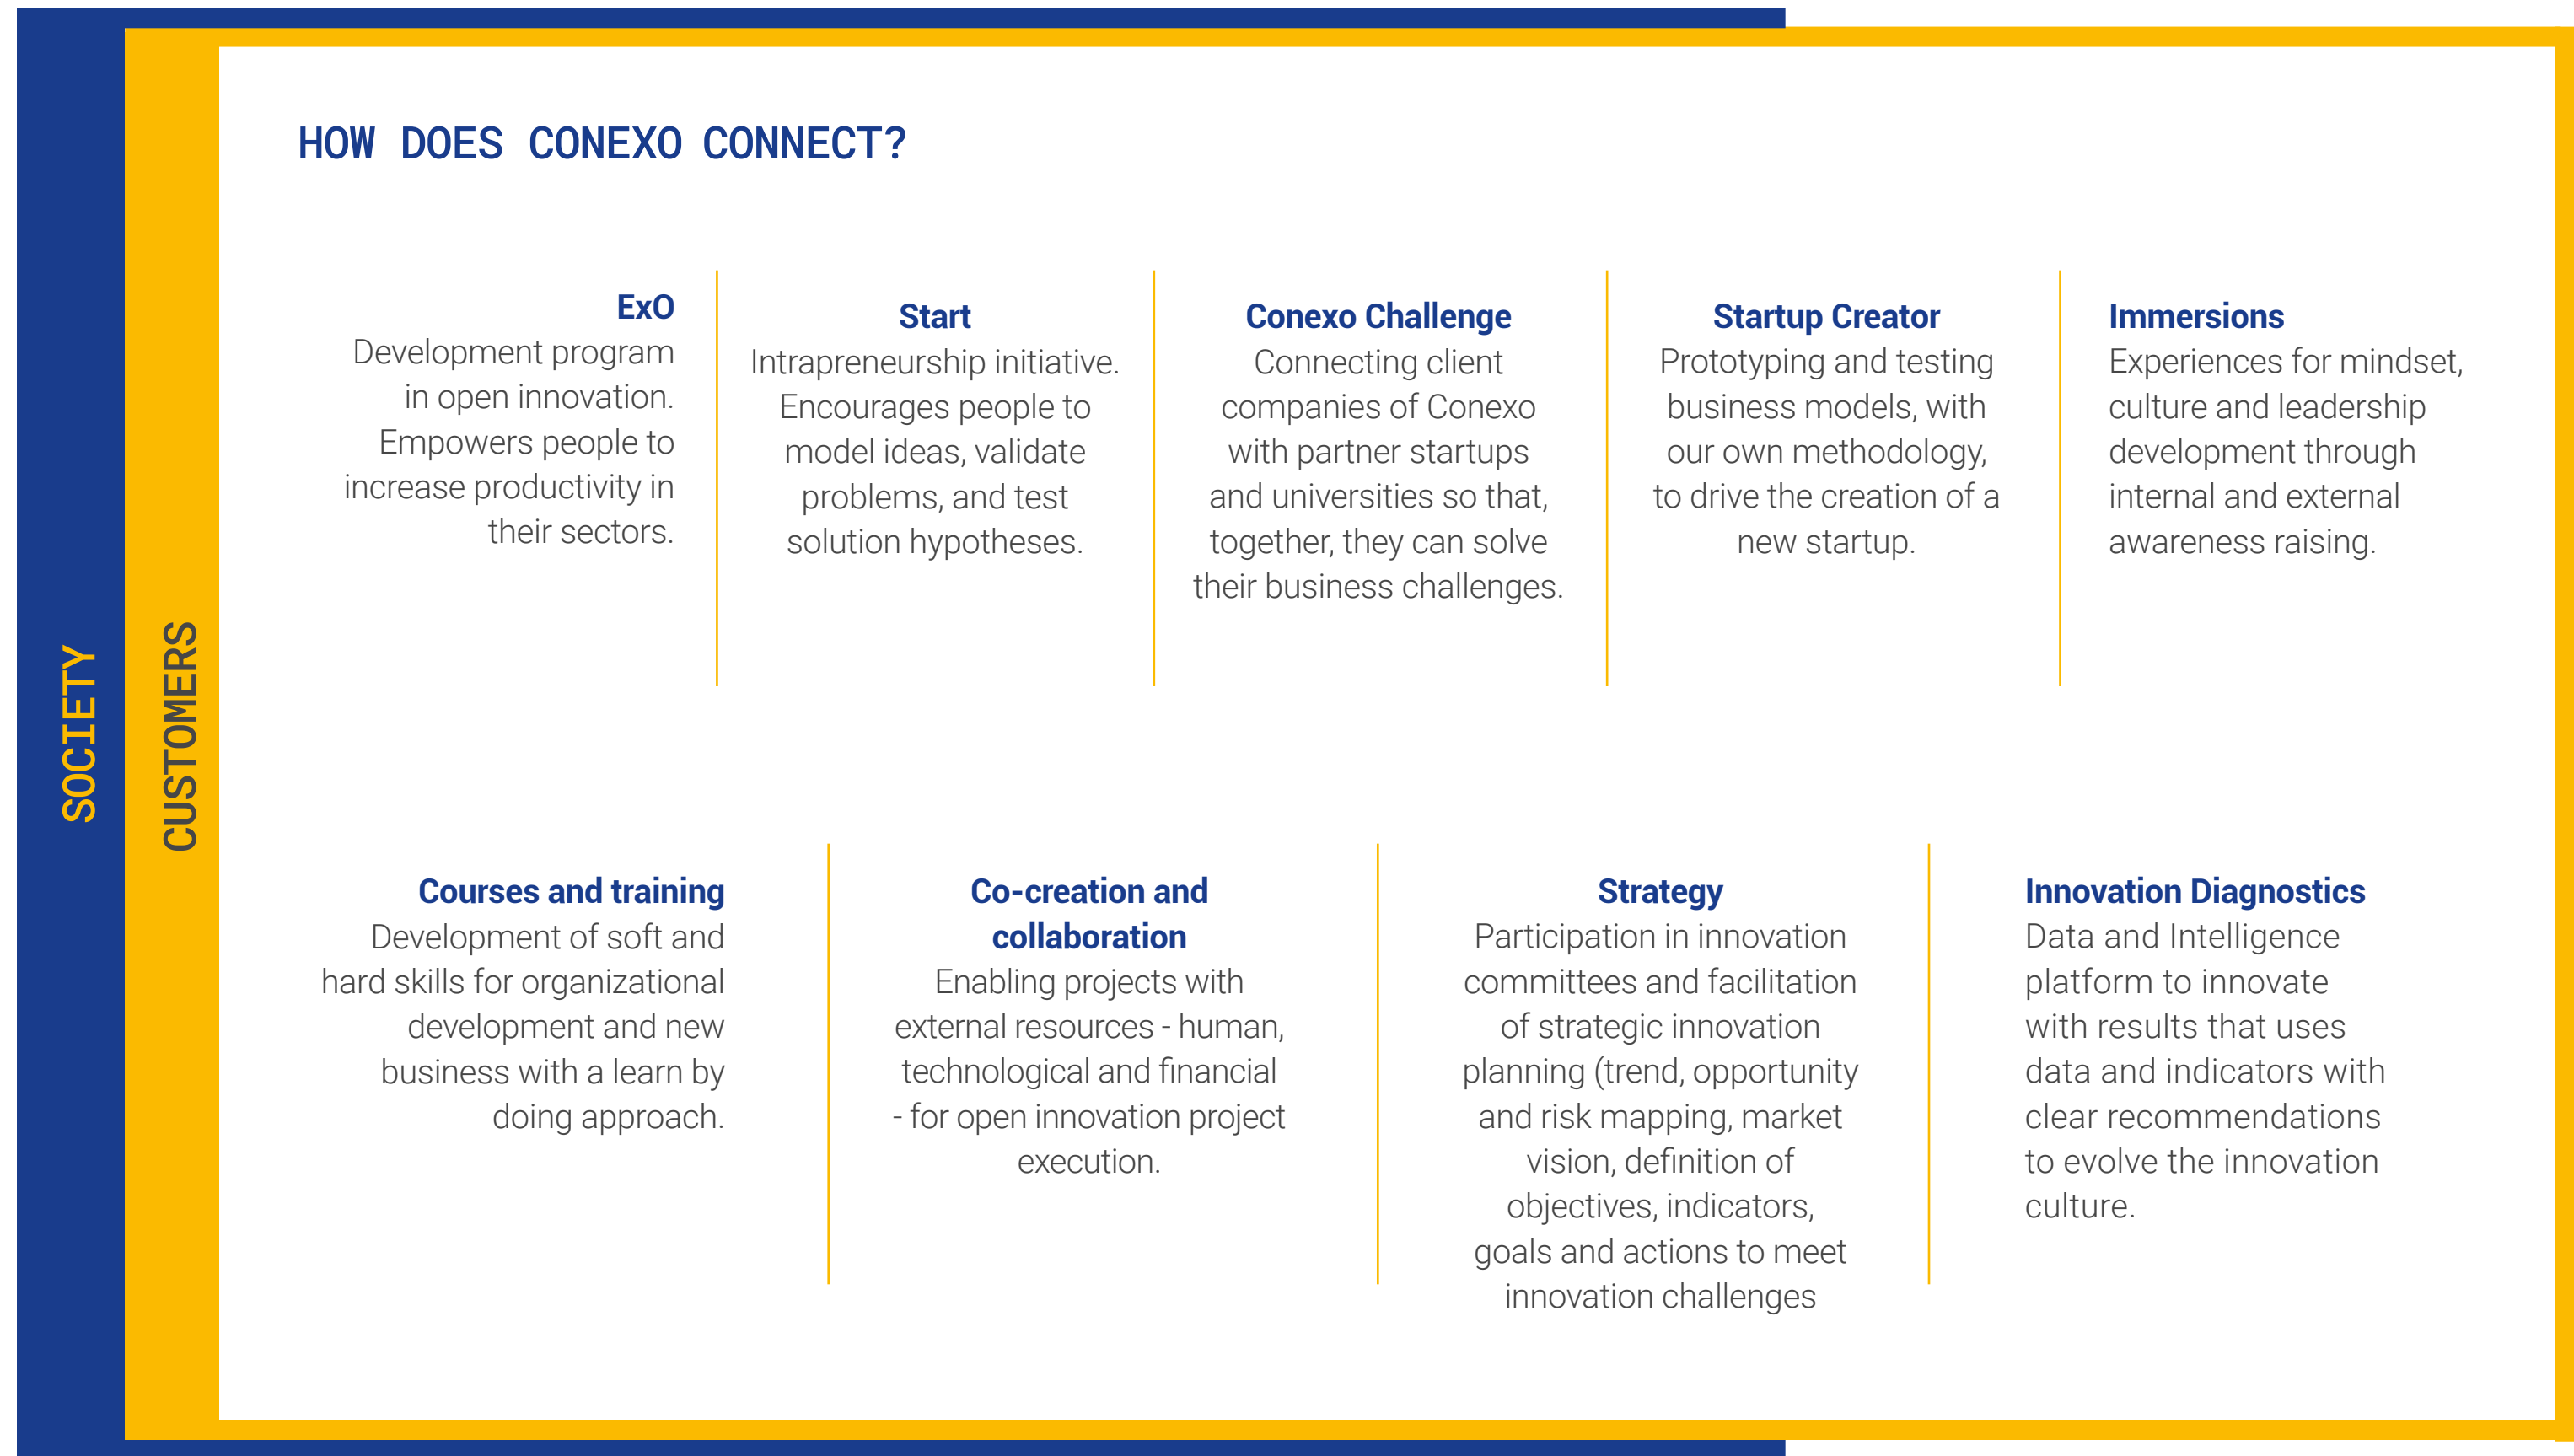 SOCIETY
CUSTOMERS
HOW DOES CONEXO CONNECT?
ExO
Development program
in open innovation.
Empowers people to
increase productivity in
their sectors.
Start
Intrapreneurship initiative.
Encourages people to
model ideas, validate
problems, and test
solution hypotheses.
Conexo Challenge
Connecting client
companies of Conexo
with partner startups
and universities so that,
together, they can solve
their business challenges.
Startup Creator
Prototyping and testing
business models, with
our own methodology,
to drive the creation of a
new startup.
Immersions
Experiences for mindset,
culture and leadership
development through
internal and external
awareness raising.
Courses and training
Development of soft and
hard skills for organizational
development and new
business with a learn by
doing approach.
Co-creation and
collaboration
Enabling projects with
external resources - human,
technological and financial
- for open innovation project
execution.
Strategy
Participation in innovation
committees and facilitation
of strategic innovation
planning (trend, opportunity
and risk mapping, market
vision, definition of
objectives, indicators,
goals and actions to meet
innovation challenges
Innovation Diagnostics
Data and Intelligence
platform to innovate
with results that uses
data and indicators with
clear recommendations
to evolve the innovation
culture.